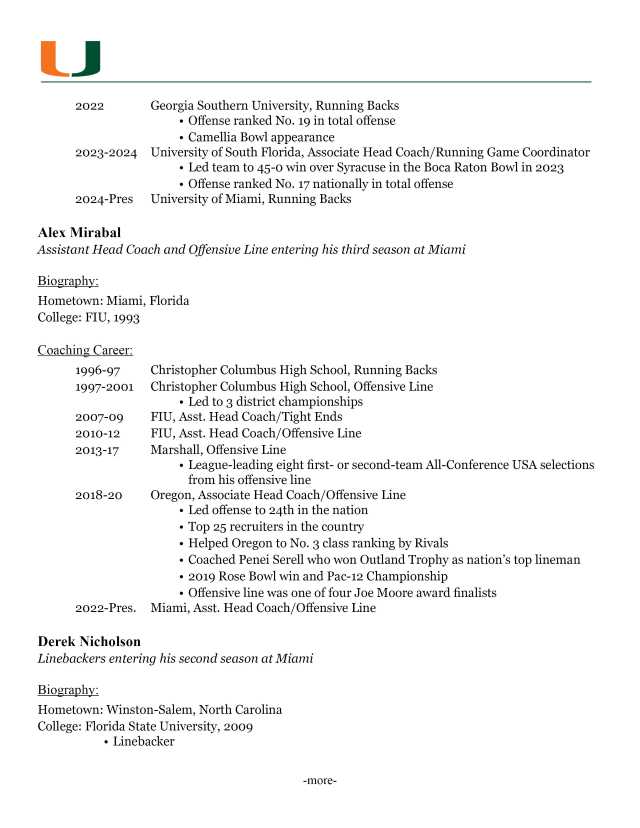 2022 Georgia Southern University, Running Backs
• Offense ranked No. 19 in total offense
• Camellia Bowl appearance
2023-2024 University of South Florida, Associate Head Coach/Running Game Coordinator
• Led team to 45-0 win over Syracuse in the Boca Raton Bowl in 2023
• Offense ranked No. 17 nationally in total offense
2024-Pres University of Miami, Running Backs
Alex Mirabal
Assistant Head Coach and Offensive Line entering his third season at Miami
Biography:
Hometown: Miami, Florida
College: FIU, 1993
Coaching Career:
1996-97 Christopher Columbus High School, Running Backs
1997-2001 Christopher Columbus High School, Offensive Line
• Led to 3 district championships
2007-09 FIU, Asst. Head Coach/Tight Ends
2010-12 FIU, Asst. Head Coach/Offensive Line
2013-17 Marshall, Offensive Line
• League-leading eight first- or second-team All-Conference USA selections
from his offensive line
2018-20 Oregon, Associate Head Coach/Offensive Line
• Led offense to 24th in the nation
• Top 25 recruiters in the country
• Helped Oregon to No. 3 class ranking by Rivals
• Coached Penei Serell who won Outland Trophy as nation's top lineman
• 2019 Rose Bowl win and Pac-12 Championship
• Offensive line was one of four Joe Moore award finalists
2022-Pres. Miami, Asst. Head Coach/Offensive Line
Derek Nicholson
Linebackers entering his second season at Miami
Biography:
Hometown: Winston-Salem, North Carolina
College: Florida State University, 2009
• Linebacker
-more-